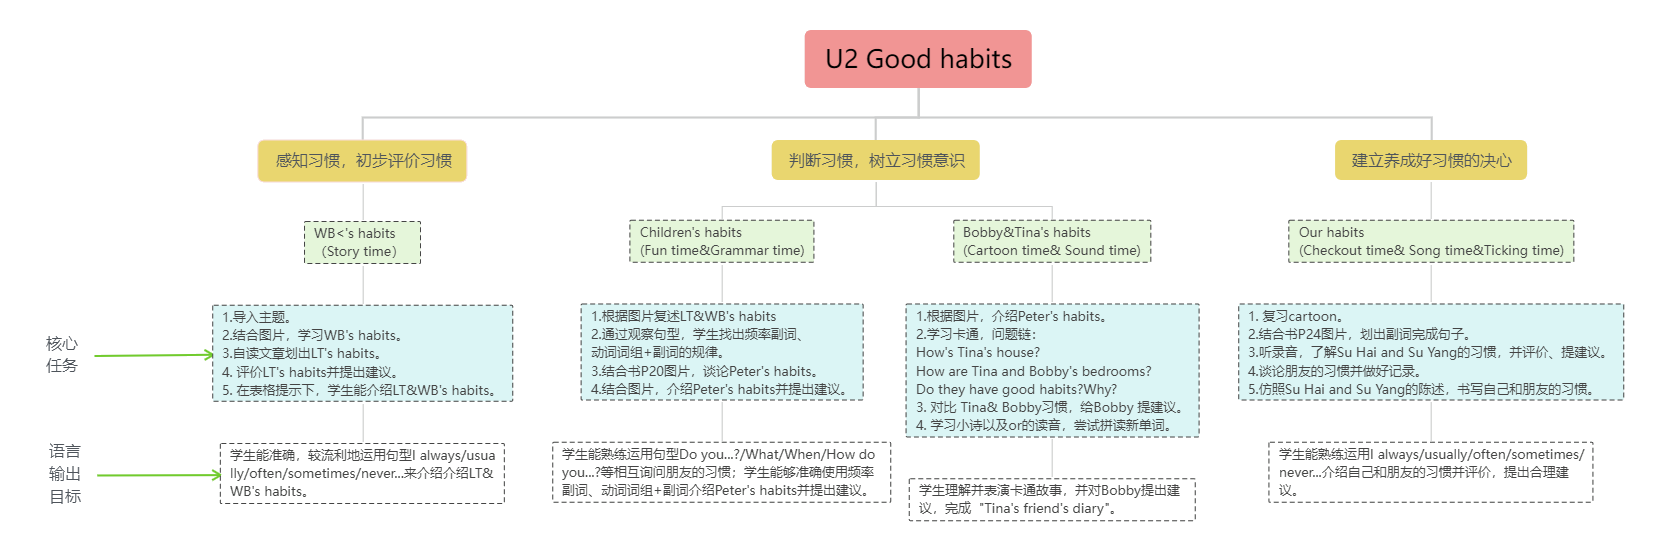 U2 Good habits
感知习惯，初步评价习惯
判断习惯，树立习惯意识
建立养成好习惯的决心
WB<'s habits
（Story time）
Children's habits
(Fun time&Grammar time)
Bobby&Tina's habits
(Cartoon time& Sound time)
Our habits
(Checkout time& Song time&Ticking time)
核心
任务
1.导入主题。
2.结合图片，学习WB's habits。
3.自读文章划出LT's habits。
4. 评价LT's habits并提出建议。
5. 在表格提示下，学生能介绍LT&WB's habits。
1.根据图片复述LT&WB's habits
2.通过观察句型，学生找出频率副词、
动词词组+副词的规律。
3.结合书P20图片，谈论Peter's habits。
4.结合图片，介绍Peter's habits并提出建议。
1.根据图片，介绍Peter's habits。
2.学习卡通，问题链：
How's Tina's house?
How are Tina and Bobby's bedrooms?
Do they have good habits?Why?
3. 对比 Tina& Bobby习惯，给Bobby 提建议。
4. 学习小诗以及or的读音，尝试拼读新单词。
1. 复习cartoon。
2.结合书P24图片，划出副词完成句子。
3.听录音，了解Su Hai and Su Yang的习惯，并评价、提建议。
4.谈论朋友的习惯并做好记录。
5.仿照Su Hai and Su Yang的陈述，书写自己和朋友的习惯。
语言
输出
目标
学生能准确，较流利地运用句型I always/usua
lly/often/sometimes/never...来介绍介绍LT&
WB's habits。
学生能熟练运用句型Do you...?/What/When/How do
you...?等相互询问朋友的习惯；学生能够准确使用频率
副词、动词词组+副词介绍Peter's habits并提出建议。
学生理解并表演卡通故事，并对Bobby提出建
议，完成 "Tina's friend's diary"。
学生能熟练运用I always/usually/often/sometimes/
never...介绍自己和朋友的习惯并评价，提出合理建
议。